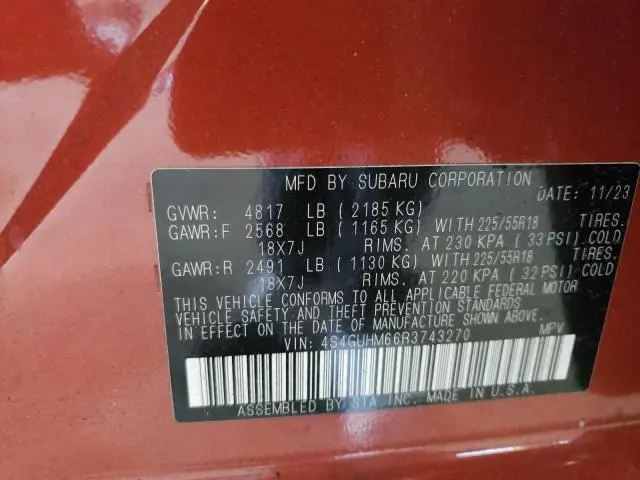 MFD BY SUBARU CORPORATION
DATE: 11/23
GVWR: 4817 LB ( 2185 KG)
GAWR:F 2568 LB ( 1165 KG) WITH 225/55R18 TIRES.
18X7J RIMS. AT 230 KPA ( 33 PSI) COLD
GAWR:R 2491 LB ( 1130 KG) WITH 225/55R18 TIRES.
18X7J RIMS. AT 220 KPA ( 32 PSI) COLD
THIS VEHICLE CONFORMS TO ALL APPLICABLE FEDERAL MOTOR
VEHICLE SAFETY AND THEFT PREVENTION STANDARDS
IN EFFECT ON THE DATE OF MANUFACTURE SHOWN ABOVE.
VIN: 4S4GUHM66R3743270 MPV
ASSEMBLED BY SIA INC. MADE IN U.S.A.